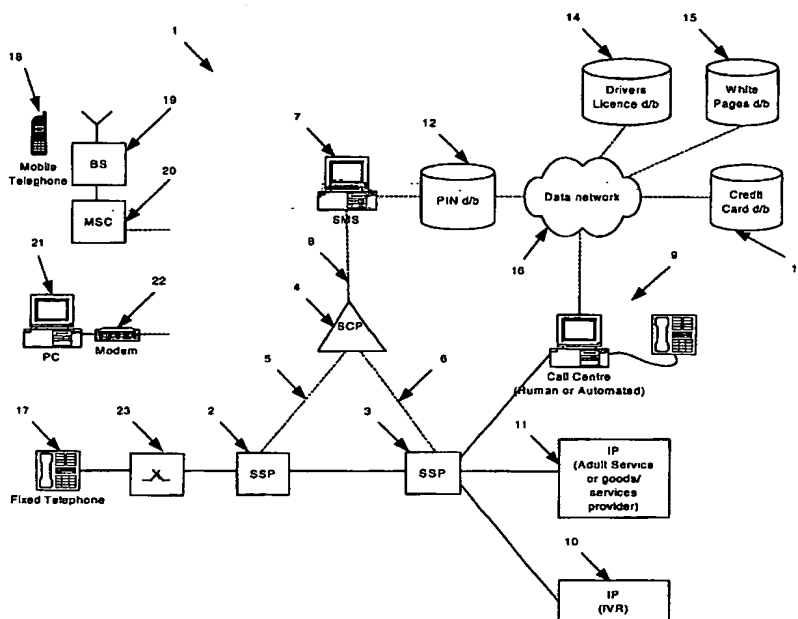 1
14
15
18
Drivers
Licence d/b
White
Pages d/b
19
7
12
Mobile
Telephone
BS
20
SMS
PIN d/b
Data network
Credit
Card d/b
MSC
21
22
8
16
9
1
4
SCP
PC
Modem
5
6
Call Centre
(Human or Automated)
17
23
2
3
11
Fixed Telephone
X
SSP
SSP
IP
(Adult Service
or goods/
services
provider)
10
IP
(IVR)